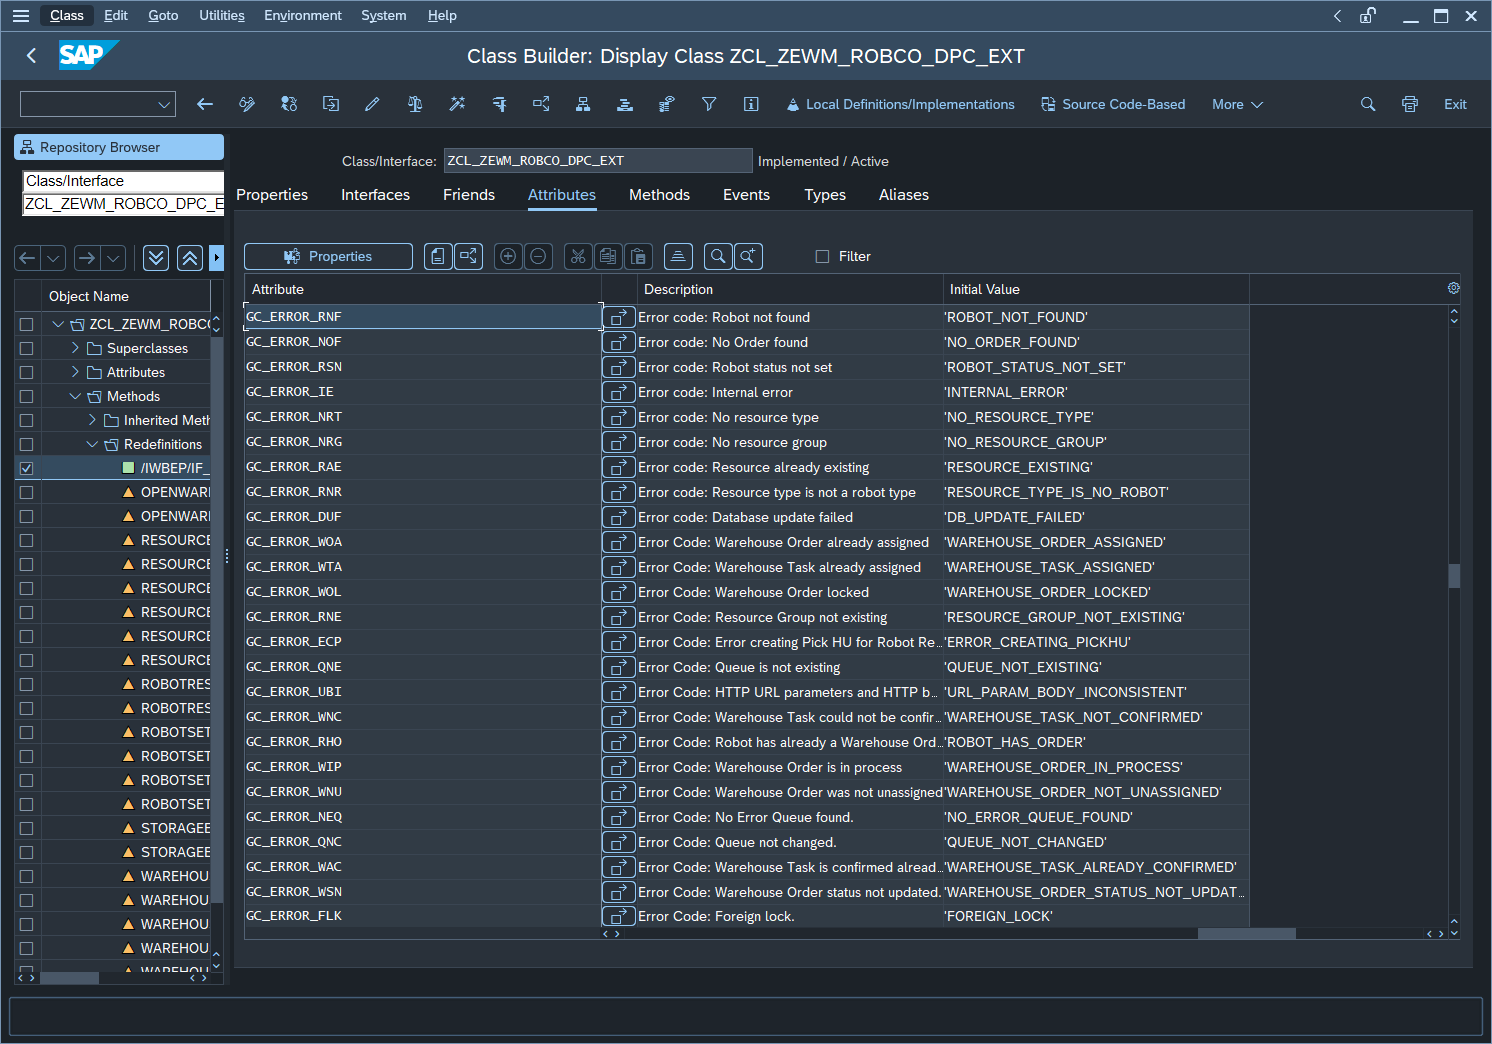 Class Edit Goto Utilities Environment System Help
SAP Class Builder: Display Class ZCL_ZEWM_ROBCO_DPC_EXT
Local Definitions/Implementations Source Code-Based More Exit
Repository Browser
Class/Interface: ZCL_ZEWM_ROBCO_DPC_EXT Implemented / Active
Class/Interface
ZCL_ZEWM_ROBCO_DPC_E
Properties Interfaces Friends Attributes Methods Events Types Aliases
Properties Filter
Object Name
ZCL_ZEWM_ROBC
Superclasses
Attributes
Methods
Inherited Meth
Redefinitions
/IWBEP/IF_
OPENWAR
OPENWAR
RESOURCE
RESOURCE
RESOURCE
RESOURCE
RESOURCE
RESOURCE
ROBOTRES
ROBOTRES
ROBOTSET
ROBOTSET
ROBOTSET
ROBOTSET
STORAGEE
STORAGEE
WAREHOU
WAREHOU
WAREHOU
WAREHOU
WAREHOU
Attribute Description Initial Value
GC_ERROR_RNF Error code: Robot not found 'ROBOT_NOT_FOUND'
GC_ERROR_NOF Error code: No Order found 'NO_ORDER_FOUND'
GC_ERROR_RSN Error code: Robot status not set 'ROBOT_STATUS_NOT_SET'
GC_ERROR_IE Error code: Internal error 'INTERNAL_ERROR'
GC_ERROR_NRT Error code: No resource type 'NO_RESOURCE_TYPE'
GC_ERROR_NRG Error code: No resource group 'NO_RESOURCE_GROUP'
GC_ERROR_RAE Error code: Resource already existing 'RESOURCE_EXISTING'
GC_ERROR_RNR Error code: Resource type is not a robot type 'RESOURCE_TYPE_IS_NO_ROBOT'
GC_ERROR_DUF Error code: Database update failed 'DB_UPDATE_FAILED'
GC_ERROR_WOA Error Code: Warehouse Order already assigned 'WAREHOUSE_ORDER_ASSIGNED'
GC_ERROR_WTA Error Code: Warehouse Task already assigned 'WAREHOUSE_TASK_ASSIGNED'
GC_ERROR_WOL Error Code: Warehouse Order locked 'WAREHOUSE_ORDER_LOCKED'
GC_ERROR_RNE Error Code: Resource Group not existing 'RESOURCE_GROUP_NOT_EXISTING'
GC_ERROR_ECP Error Code: Error creating Pick HU for Robot Re... 'ERROR_CREATING_PICKHU'
GC_ERROR_QNE Error Code: Queue is not existing 'QUEUE_NOT_EXISTING'
GC_ERROR_UBI Error Code: HTTP URL parameters and HTTP b... 'URL_PARAM_BODY_INCONSISTENT'
GC_ERROR_WNC Error Code: Warehouse Task could not be confir... 'WAREHOUSE_TASK_NOT_CONFIRMED'
GC_ERROR_RHO Error Code: Robot has already a Warehouse Ord... 'ROBOT_HAS_ORDER'
GC_ERROR_WIP Error Code: Warehouse Order is in process 'WAREHOUSE_ORDER_IN_PROCESS'
GC_ERROR_WNU Error Code: Warehouse Order was not unassigned 'WAREHOUSE_ORDER_NOT_UNASSIGNED'
GC_ERROR_NEQ Error Code: No Error Queue found. 'NO_ERROR_QUEUE_FOUND'
GC_ERROR_QNC Error Code: Queue not changed. 'QUEUE_NOT_CHANGED'
GC_ERROR_WAC Error Code: Warehouse Task is confirmed alread... 'WAREHOUSE_TASK_ALREADY_CONFIRMED'
GC_ERROR_WSN Error Code: Warehouse Order status not updated. 'WAREHOUSE_ORDER_STATUS_NOT_UPDAT...
GC_ERROR_FLK Error Code: Foreign lock. 'FOREIGN_LOCK'